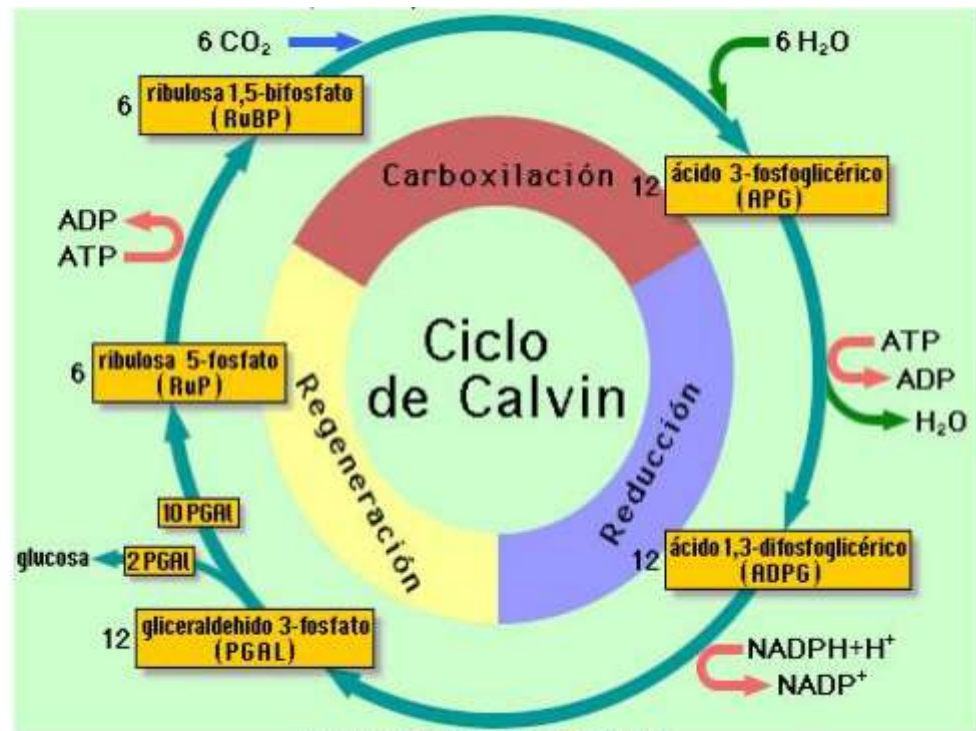 6 CO₂
6 H₂O
6
ribulosa 1,5-bifosfato
(RuBP)
Carboxilación
12
ácido 3-fosfoglicérico
(APG)
ADP
ATP
Ciclo
de Calvin
ATP
ADP
H₂O
6
ribulosa 5-fosfato
(RuP)
Regeneración
Reducción
10 PGAl
glucosa
2 PGAl
12
ácido 1,3-difosfoglicérico
(ADPG)
12
gliceraldehido 3-fosfato
(PGAL)
NADPH+H⁺
NADP⁺